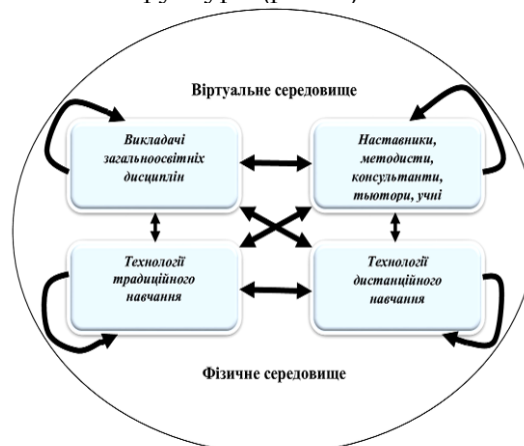 Віртуальне середовище
Викладачі
загальноосвітніх
дисциплін
Наставники,
методисти,
консультанти,
тьютори, учні
Технології
традиційного
навчання
Технології
дистанційного
навчання
Фізичне середовище